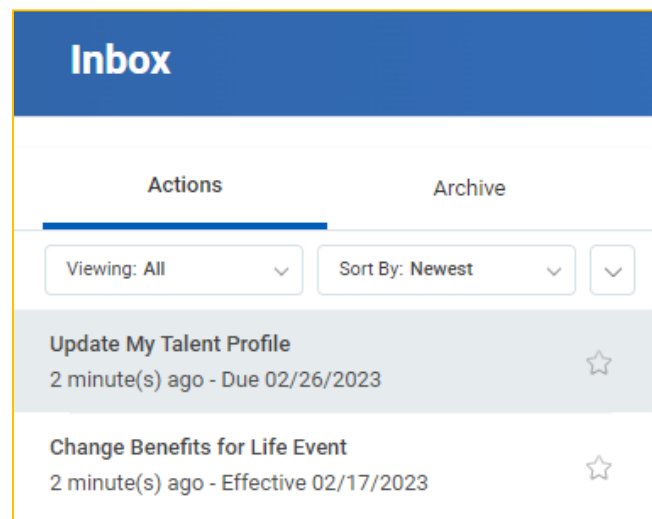 Inbox
Actions Archive
Viewing: All Sort By: Newest
Update My Talent Profile
2 minute(s) ago - Due 02/26/2023
Change Benefits for Life Event
2 minute(s) ago - Effective 02/17/2023